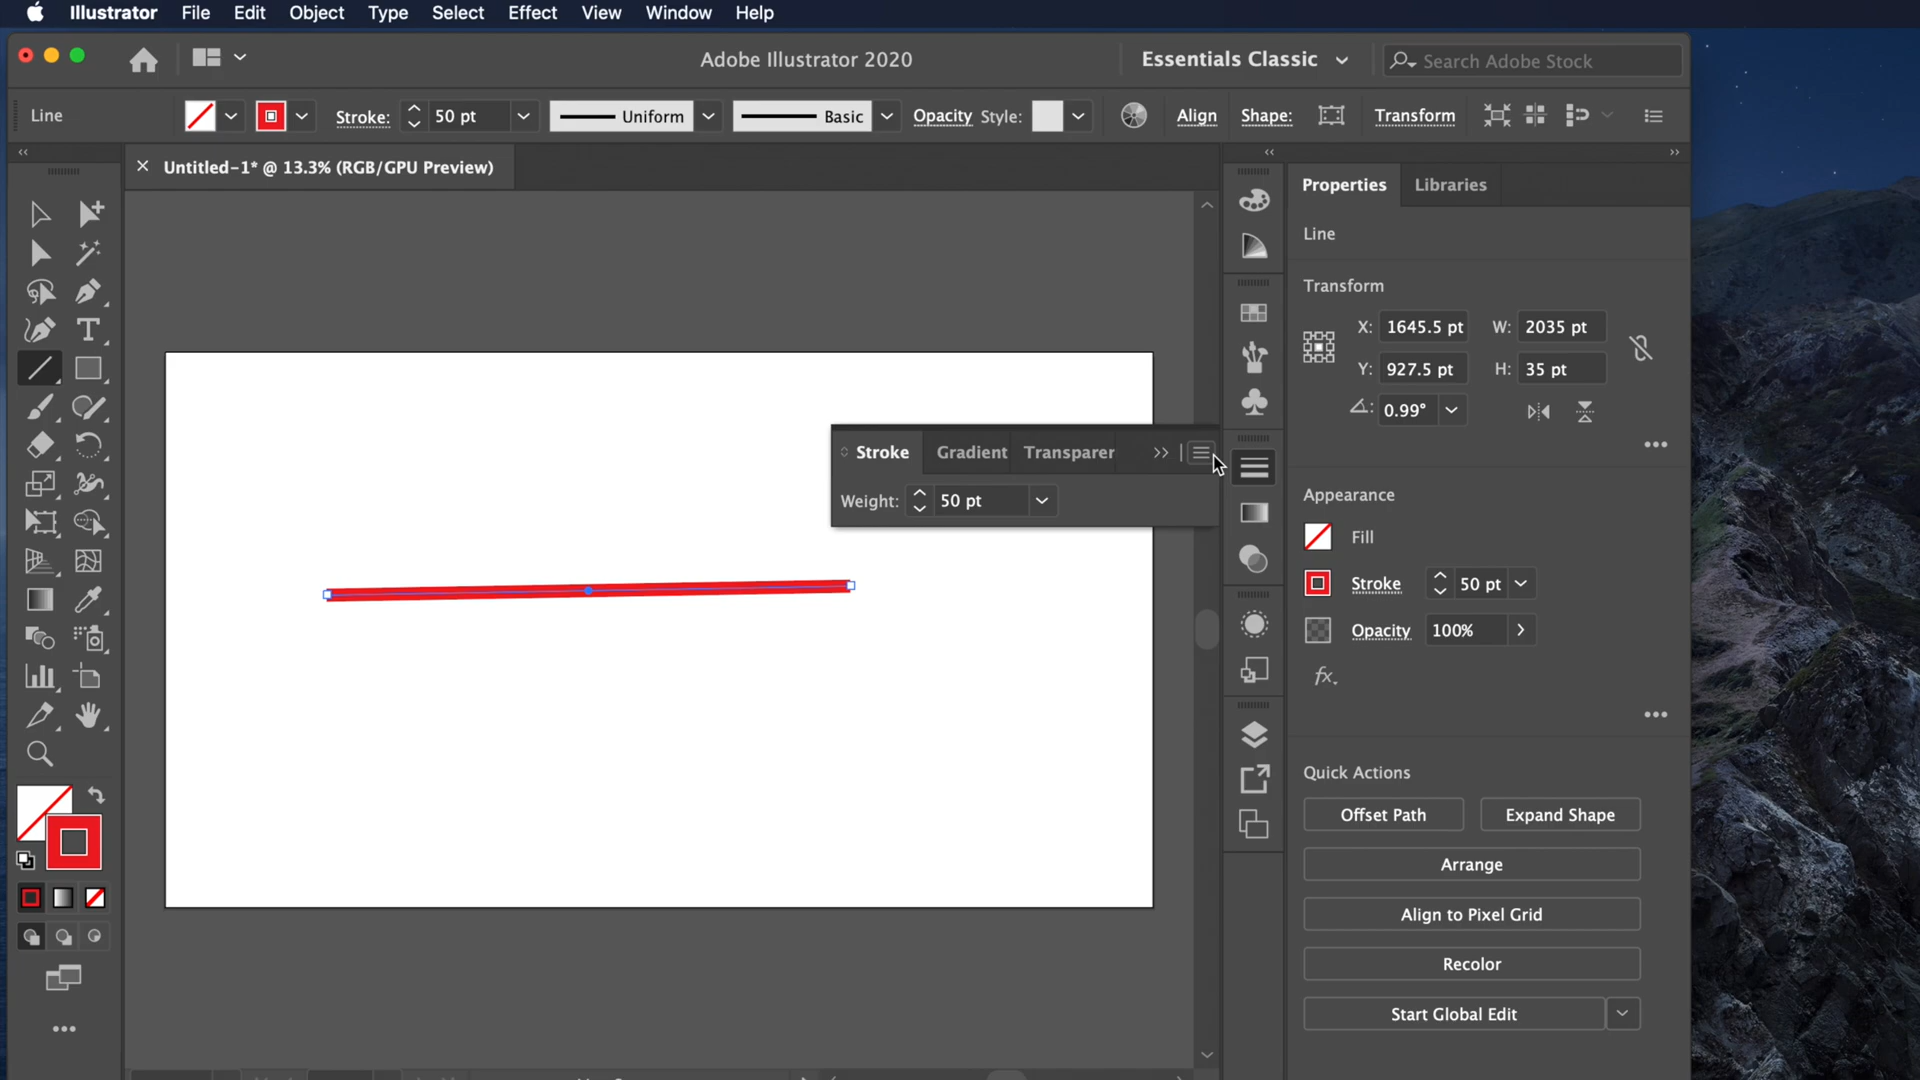 Illustrator File Edit Object Type Select Effect View Window Help
Adobe Illustrator 2020
Essentials Classic
Search Adobe Stock
Line
Stroke: 50 pt
Uniform
Basic
Opacity Style:
Align
Shape:
Transform
Untitled-1* @ 13.3% (RGB/GPU Preview)
Properties Libraries
Line
Transform
X: 1645.5 pt W: 2035 pt
Y: 927.5 pt H: 35 pt
0.99°
Stroke Gradient Transparer
Weight: 50 pt
Appearance
Fill
Stroke 50 pt
Opacity 100%
fx.
Quick Actions
Offset Path Expand Shape
Arrange
Align to Pixel Grid
Recolor
Start Global Edit